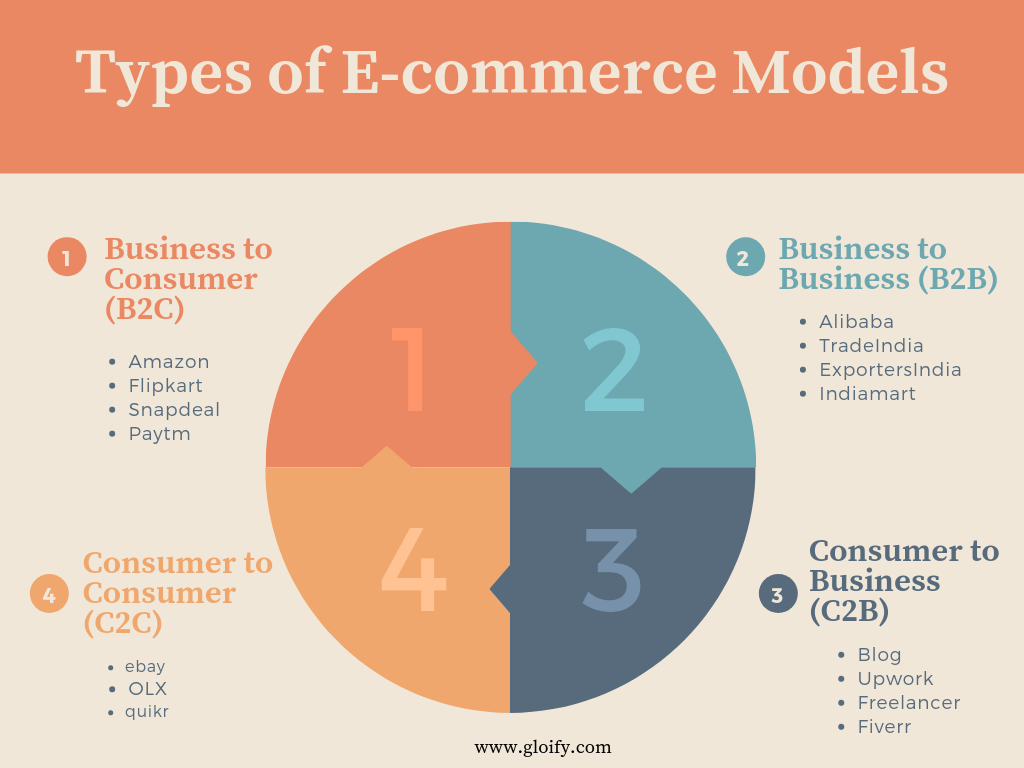 Types of E-commerce Models
1
Business to
Consumer
(B2C)
• Amazon
• Flipkart
• Snapdeal
• Paytm
2
Business to
Business (B2B)
• Alibaba
• TradeIndia
• ExportersIndia
• Indiamart
1
2
4
3
4
Consumer to
Consumer
(C2C)
• ebay
• OLX
• quikr
3
Consumer to
Business
(C2B)
• Blog
• Upwork
• Freelancer
• Fiverr
www.gloify.com